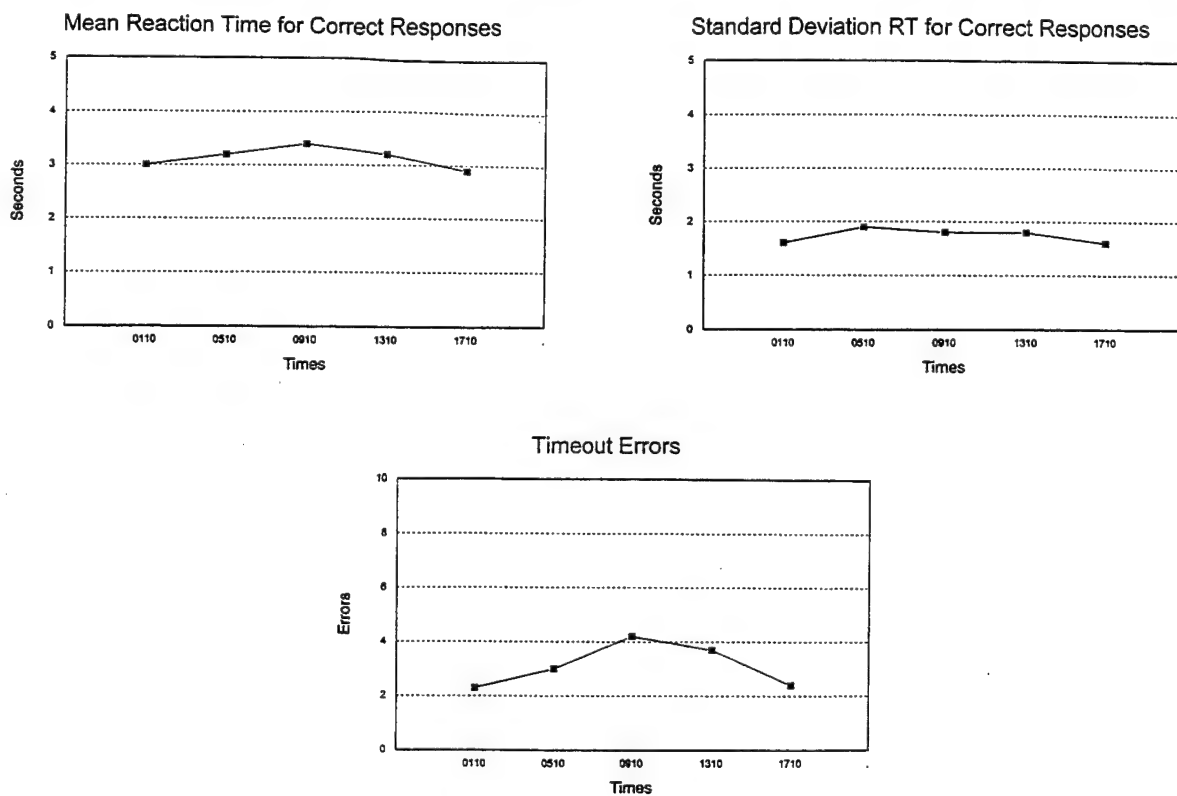 Mean Reaction Time for Correct Responses
5
4
3
2
1
0
Seconds
0110 0510 0910 1310 1710
Times
Standard Deviation RT for Correct Responses
5
4
3
2
1
0
Seconds
0110 0510 0910 1310 1710
Times
Timeout Errors
10
8
6
4
2
0
Errors
0110 0510 0910 1310 1710
Times